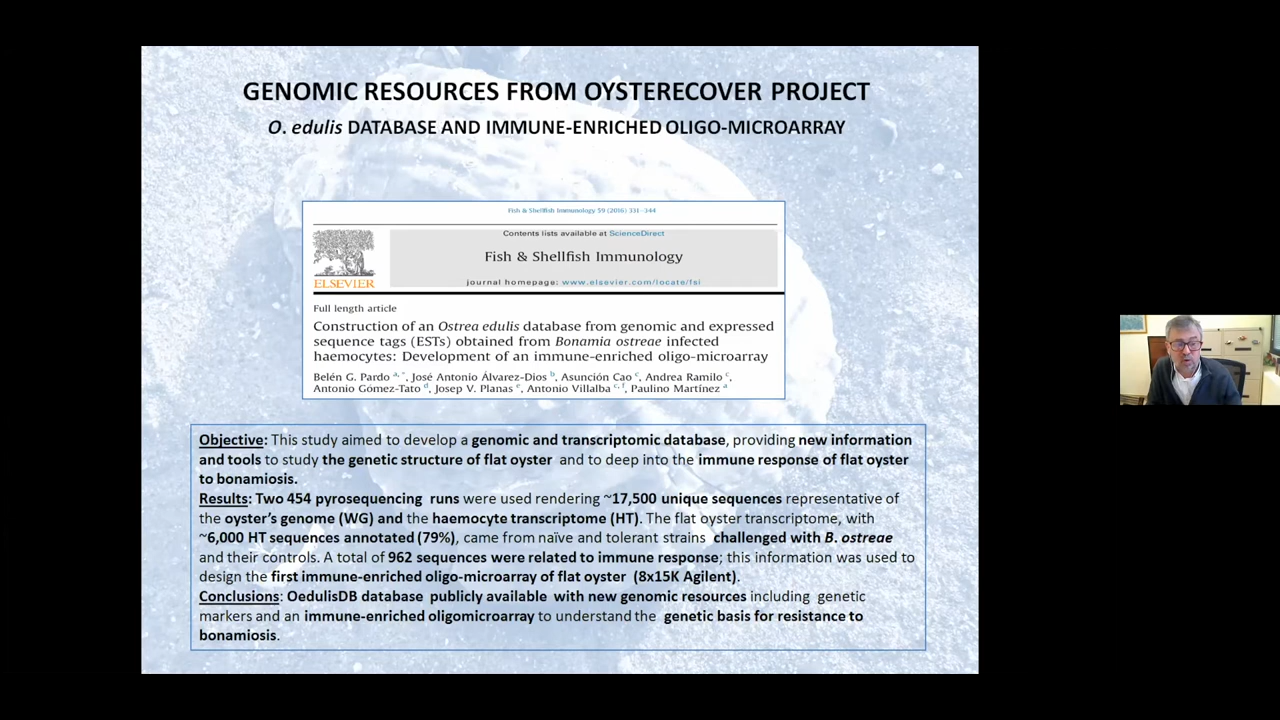 GENOMIC RESOURCES FROM OYSTERECOVER PROJECT
O. edulis DATABASE AND IMMUNE-ENRICHED OLIGO-MICROARRAY
Fish & Shellfish Immunology 59 (2016) 331–344
Contents lists available at ScienceDirect
Fish & Shellfish Immunology
ELSEVIER
journal homepage: www.elsevier.com/locate/fsi
Full length article
Construction of an Ostrea edulis database from genomic and expressed
sequence tags (ESTs) obtained from Bonamia ostreae infected
haemocytes: Development of an immune-enriched oligo-microarray
Belén G. Pardo a, *, José Antonio Álvarez-Dios b, Asunción Cao c, Andrea Ramilo c,
Antonio Gómez-Tato d, Josep V. Planas e, Antonio Villalba c, f, Paulino Martínez a
Objective: This study aimed to develop a genomic and transcriptomic database, providing new information
and tools to study the genetic structure of flat oyster and to deep into the immune response of flat oyster
to bonamiosis.
Results: Two 454 pyrosequencing runs were used rendering ~17,500 unique sequences representative of
the oyster's genome (WG) and the haemocyte transcriptome (HT). The flat oyster transcriptome, with
~6,000 HT sequences annotated (79%), came from naïve and tolerant strains challenged with B. ostreae
and their controls. A total of 962 sequences were related to immune response; this information was used to
design the first immune-enriched oligo-microarray of flat oyster (8x15K Agilent).
Conclusions: OedulisDB database publicly available with new genomic resources including genetic
markers and an immune-enriched oligomicroarray to understand the genetic basis for resistance to
bonamiosis.